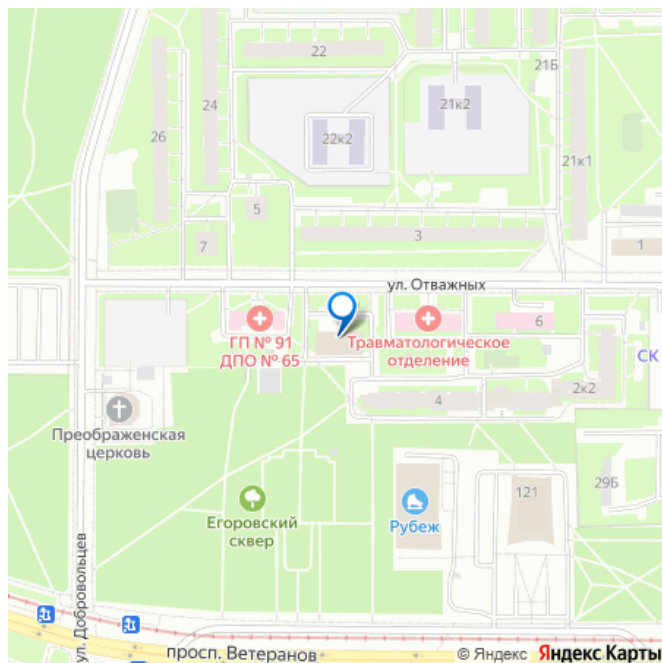 22
21Б
24
21к2
26
22к2
21к1
5
3
7
1
ул. Отважных
6
ГП № 91
ДПО № 65
Травматологическое
отделение
СК
2к2
4
Преображенская
церковь
29Б
121
Егоровский
сквер
Рубеж
ул. Добровольцев
просп. Ветеранов
© Яндекс Яндекс Карты